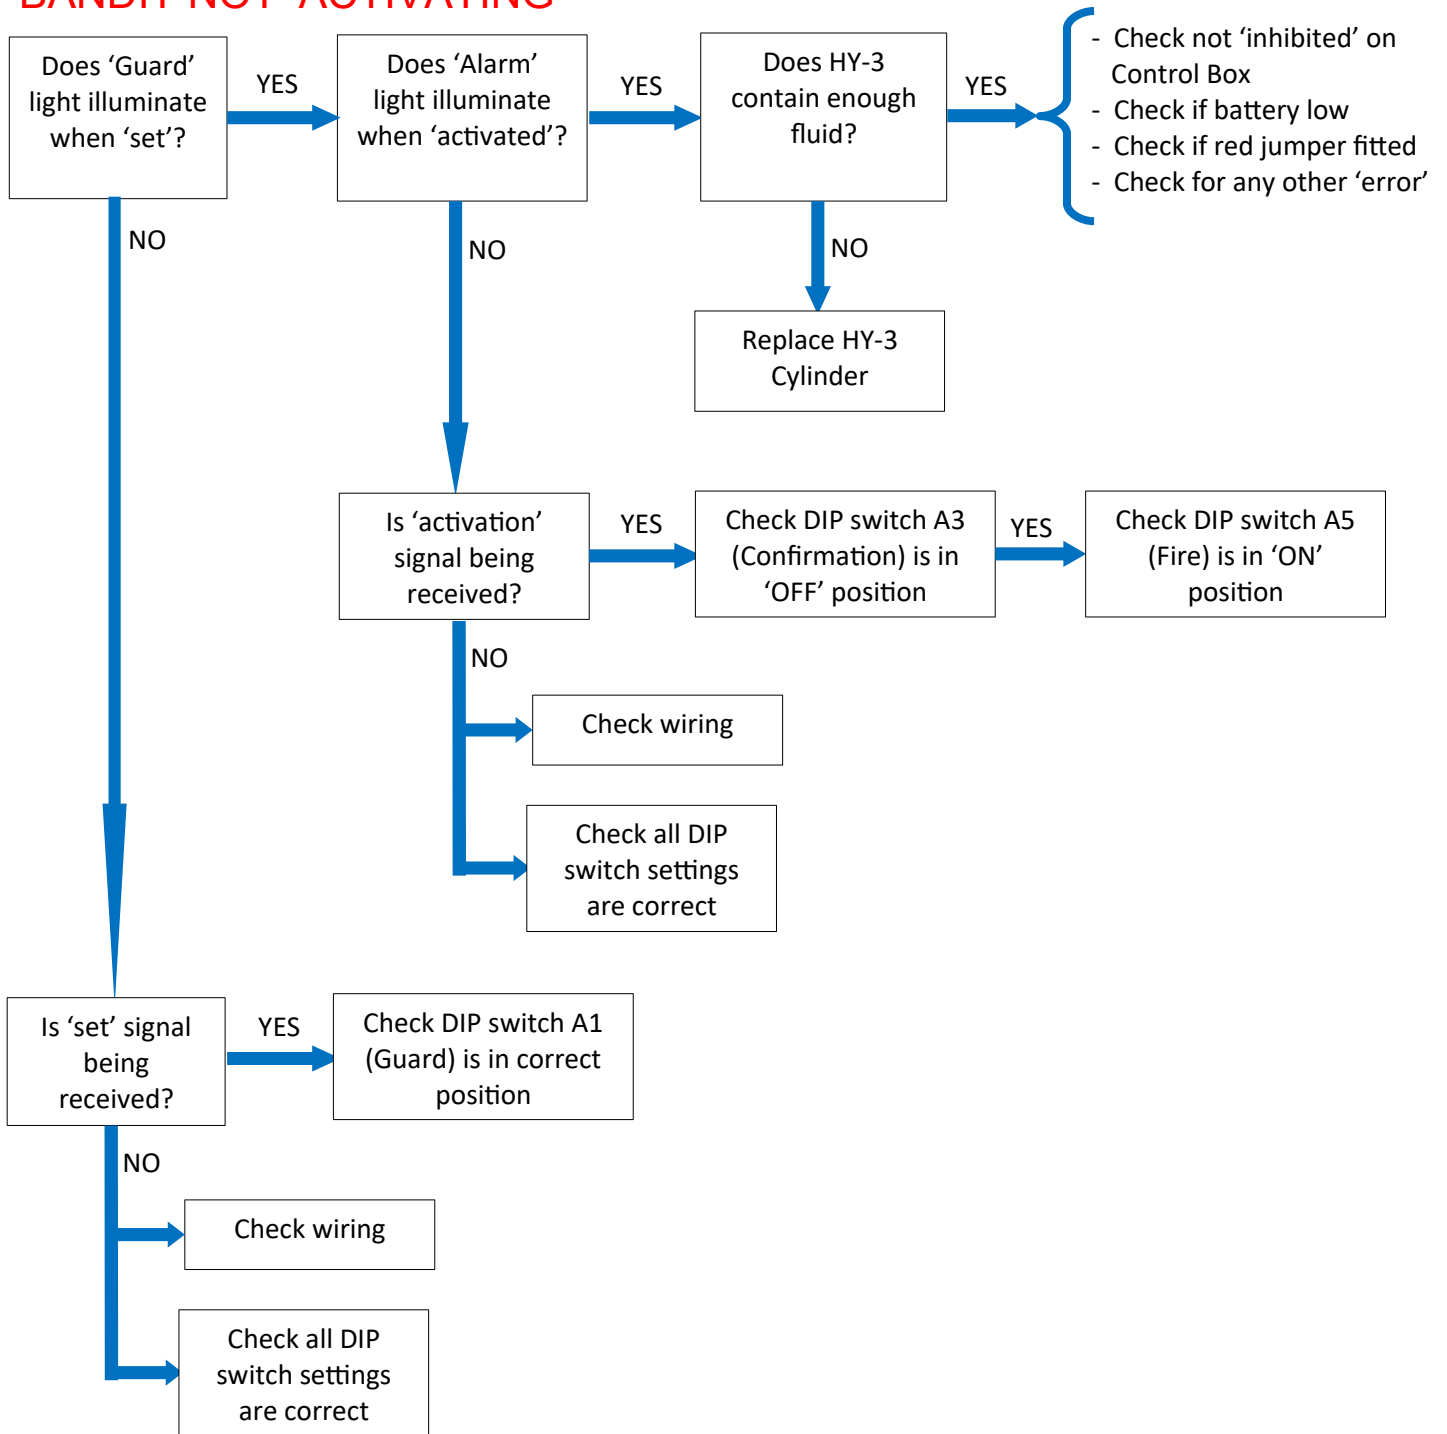 BANDIT NOT ACTIVATING
Does ‘Guard’
light illuminate
when ‘set’?
YES
Does ‘Alarm’
light illuminate
when ‘activated’?
YES
Does HY-3
contain enough
fluid?
YES
- Check not ‘inhibited’ on
Control Box
- Check if battery low
- Check if red jumper fitted
- Check for any other ‘error’
NO
NO
NO
Replace HY-3
Cylinder
Is ‘activation’
signal being
received?
YES
Check DIP switch A3
(Confirmation) is in
‘OFF’ position
YES
Check DIP switch A5
(Fire) is in ‘ON’
position
NO
Check wiring
Check all DIP
switch settings
are correct
Is ‘set’ signal
being
received?
YES
Check DIP switch A1
(Guard) is in correct
position
NO
Check wiring
Check all DIP
switch settings
are correct